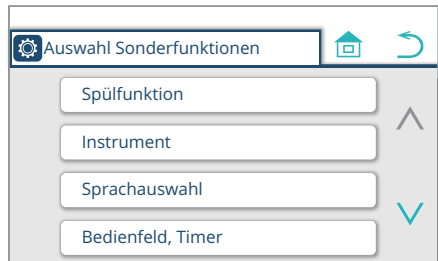 Auswahl Sonderfunktionen
Spülfunktion
Instrument
Sprachauswahl
Bedienfeld, Timer